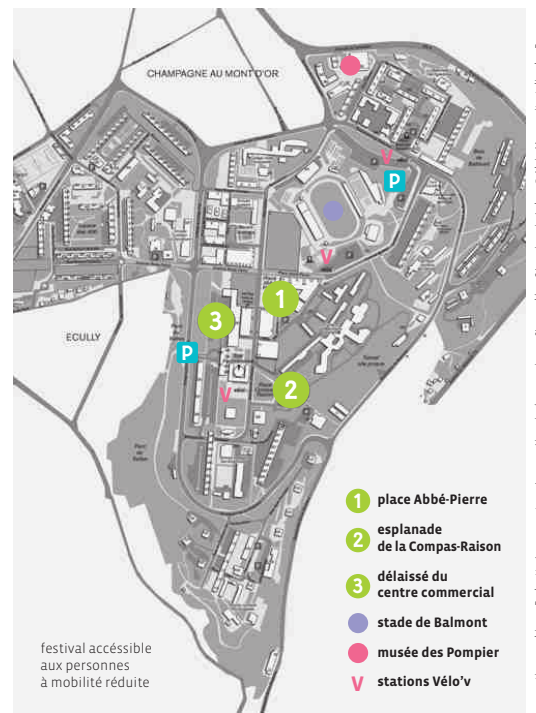 CHAMPAGNE AU MONT D'OR
V
P
V
1
3
ECULLY
P
2
V
1 place Abbé-Pierre
2 esplanade
de la Compas-Raison
3 délaissé du
centre commercial
stade de Balmont
musée des Pompier
V stations Vélo'v
festival accéssible
aux personnes
à mobilité réduite